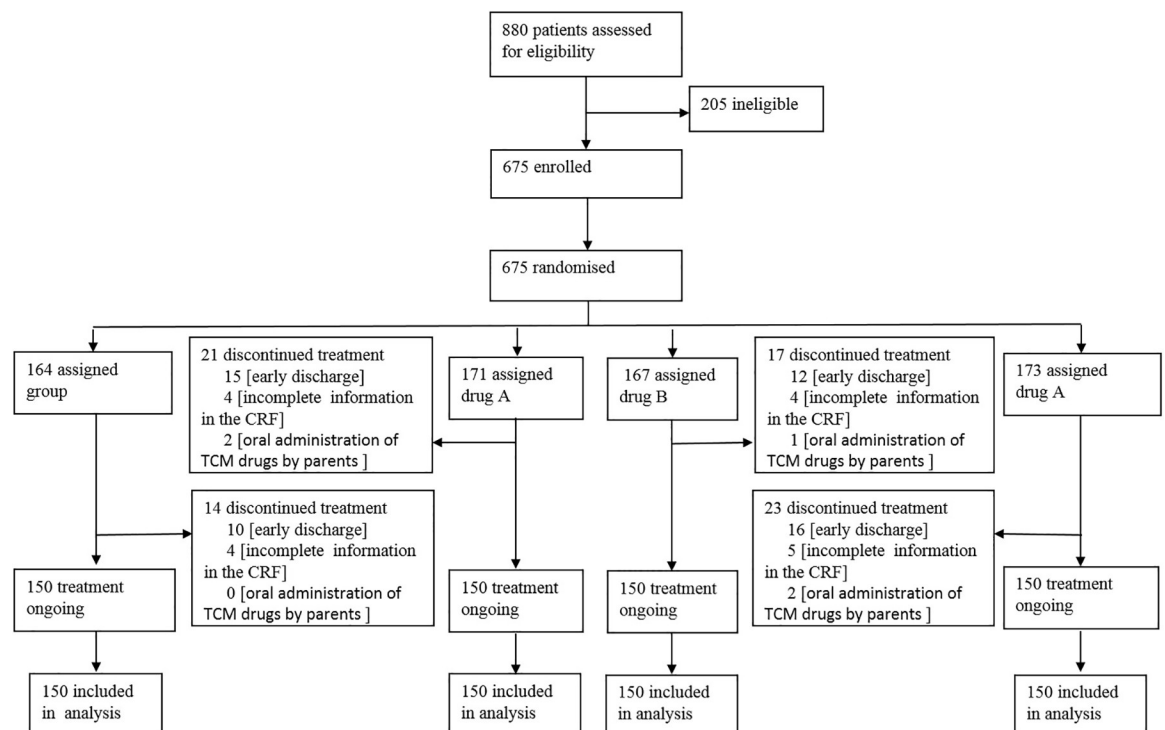 880 patients assessed
for eligibility
205 ineligible
675 enrolled
675 randomised
164 assigned
group
21 discontinued treatment
15 [early discharge]
4 [incomplete information
in the CRF]
2 [oral administration of
TCM drugs by parents ]
171 assigned
drug A
167 assigned
drug B
17 discontinued treatment
12 [early discharge]
4 [incomplete information
in the CRF]
1 [oral administration of
TCM drugs by parents ]
173 assigned
drug A
14 discontinued treatment
10 [early discharge]
4 [incomplete information
in the CRF]
0 [oral administration of
TCM drugs by parents ]
23 discontinued treatment
16 [early discharge]
5 [incomplete information
in the CRF]
2 [oral administration of
TCM drugs by parents ]
150 treatment
ongoing
150 treatment
ongoing
150 treatment
ongoing
150 treatment
ongoing
150 included
in analysis
150 included
in analysis
150 included
in analysis
150 included
in analysis